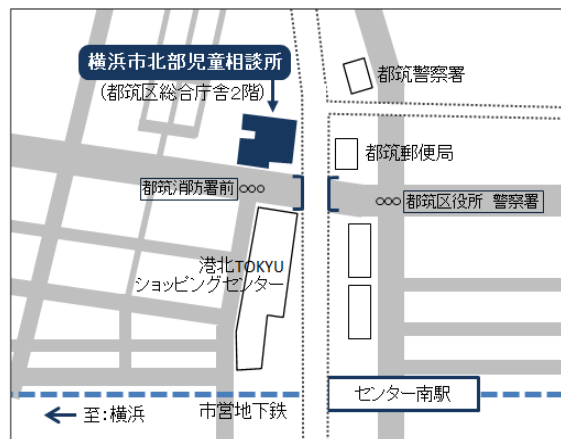 横浜市北部児童相談所
(都筑区総合庁舎2階)
都筑警察署
都筑郵便局
都筑消防署前
都筑区役所 警察署
港北TOKYU
ショッピングセンター
センター南駅
← 至:横浜
市営地下鉄